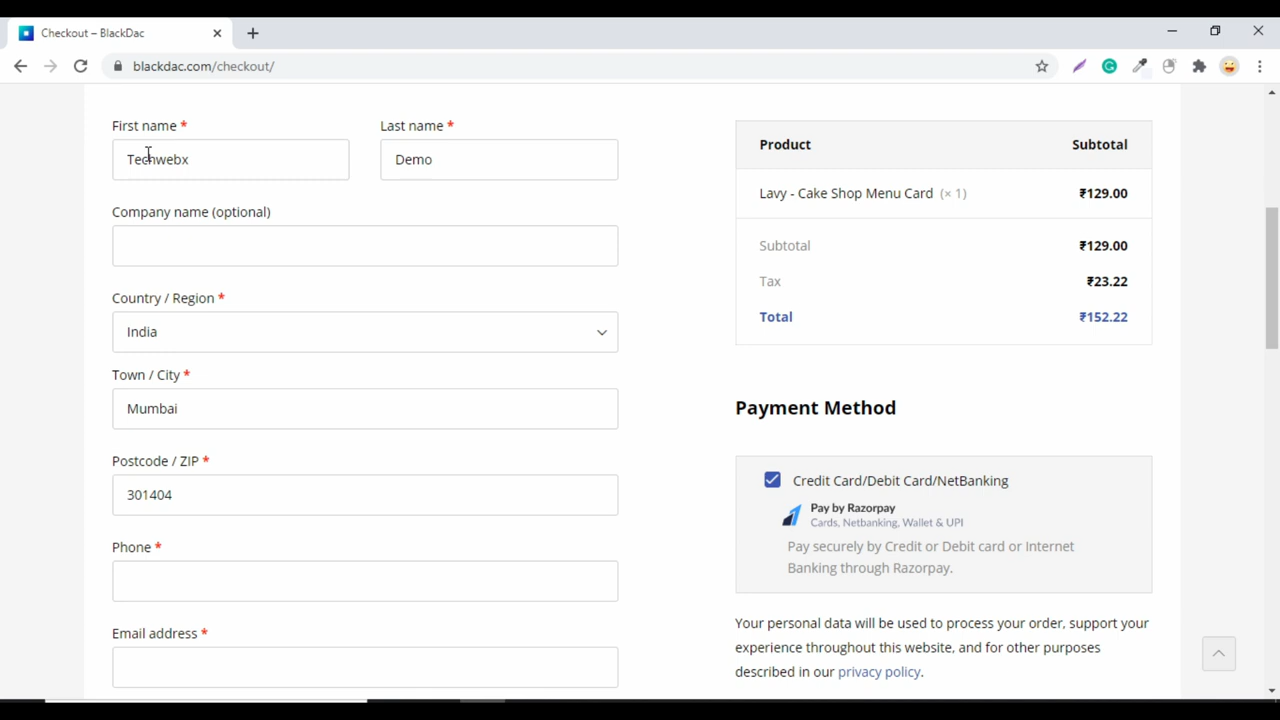 Checkout – BlackDac
blackdac.com/checkout/
First name *
Last name *
Techwebx
Demo
Company name (optional)
Country / Region *
India
Town / City *
Mumbai
Postcode / ZIP *
301404
Phone *
Email address *
Product Subtotal
Lavy - Cake Shop Menu Card (× 1) ₹129.00
Subtotal ₹129.00
Tax ₹23.22
Total ₹152.22
Payment Method
Credit Card/Debit Card/NetBanking
Pay by Razorpay
Cards, Netbanking, Wallet & UPI
Pay securely by Credit or Debit card or Internet
Banking through Razorpay.
Your personal data will be used to process your order, support your
experience throughout this website, and for other purposes
described in our privacy policy.